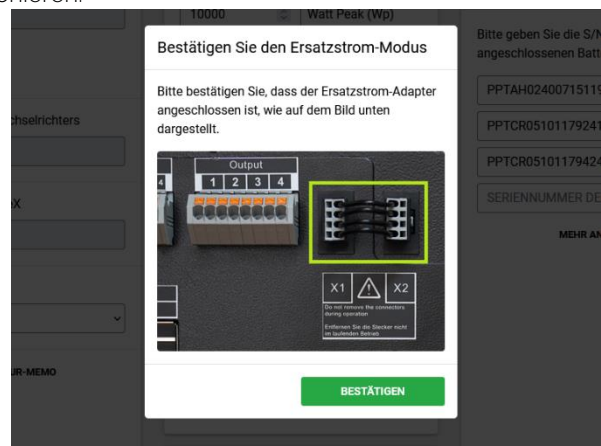 10000 Watt Peak (Wp)
Bitte geben Sie die S/N
angeschlossenen Batt
PPTAH02400715119
PPTCR05101179241
PPTCR05101179424
SERIENNUMMER DE
MEHR AN
chselrichters
eX
UR-MEMO
Bestätigen Sie den Ersatzstrom-Modus
Bitte bestätigen Sie, dass der Ersatzstrom-Adapter
angeschlossen ist, wie auf dem Bild unten
dargestellt.
Output
4 1 2 3 4
X1 X2
Do not remove the connectors
during operation
Entfernen Sie die Stecker nicht
im laufenden Betrieb.
BESTÄTIGEN